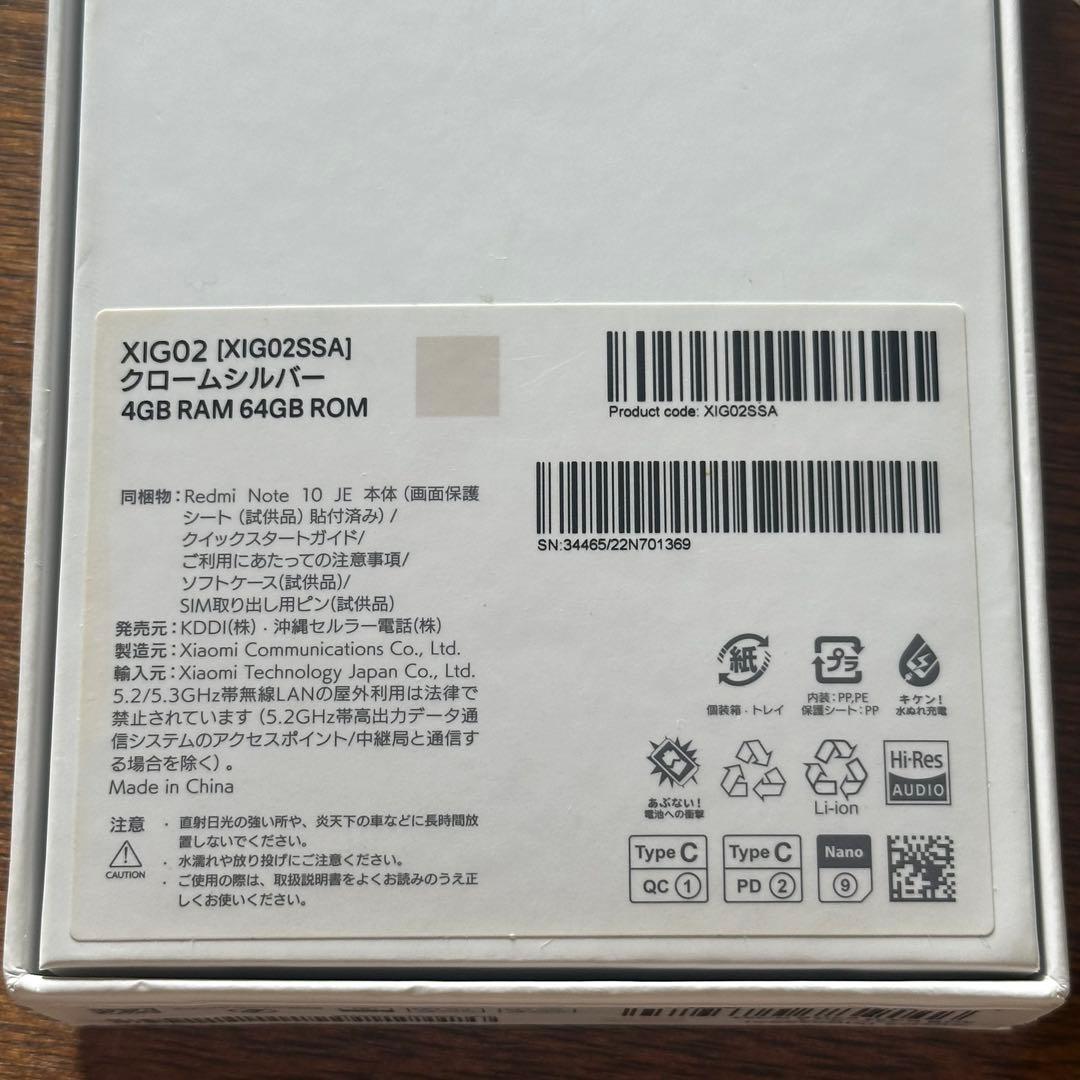 XIG02 [XIG02SSA]
クロームシルバー
4GB RAM 64GB ROM
Product code: XIG02SSA
SN:34465/22N701369
同梱物：Redmi Note 10 JE 本体（画面保護
シート（試供品）貼付済み）/
クイックスタートガイド/
ご利用にあたっての注意事項/
ソフトケース(試供品)/
SIM取り出し用ピン(試供品)
発売元：KDDI(株)・沖縄セルラー電話(株)
製造元：Xiaomi Communications Co., Ltd.
輸入元：Xiaomi Technology Japan Co., Ltd.
5.2/5.3GHz帯無線LANの屋外利用は法律で
禁止されています（5.2GHz帯高出力データ通
信システムのアクセスポイント/中継局と通信す
る場合を除く）。
Made in China
注意
CAUTION
・直射日光の強い所や、炎天下の車などに長時間放
置しないでください。
・水濡れや放り投げにご注意ください。
・ご使用の際は、取扱説明書をよくお読みのうえ正
しくお使いください。
紙
個装箱・トレイ
プラ
内装：PP,PE
保護シート：PP
キケン！
水ぬれ充電
あぶない！
電池への衝撃
Li-ion
Hi-Res
AUDIO
Type C
QC 1
Type C
PD 2
Nano
9